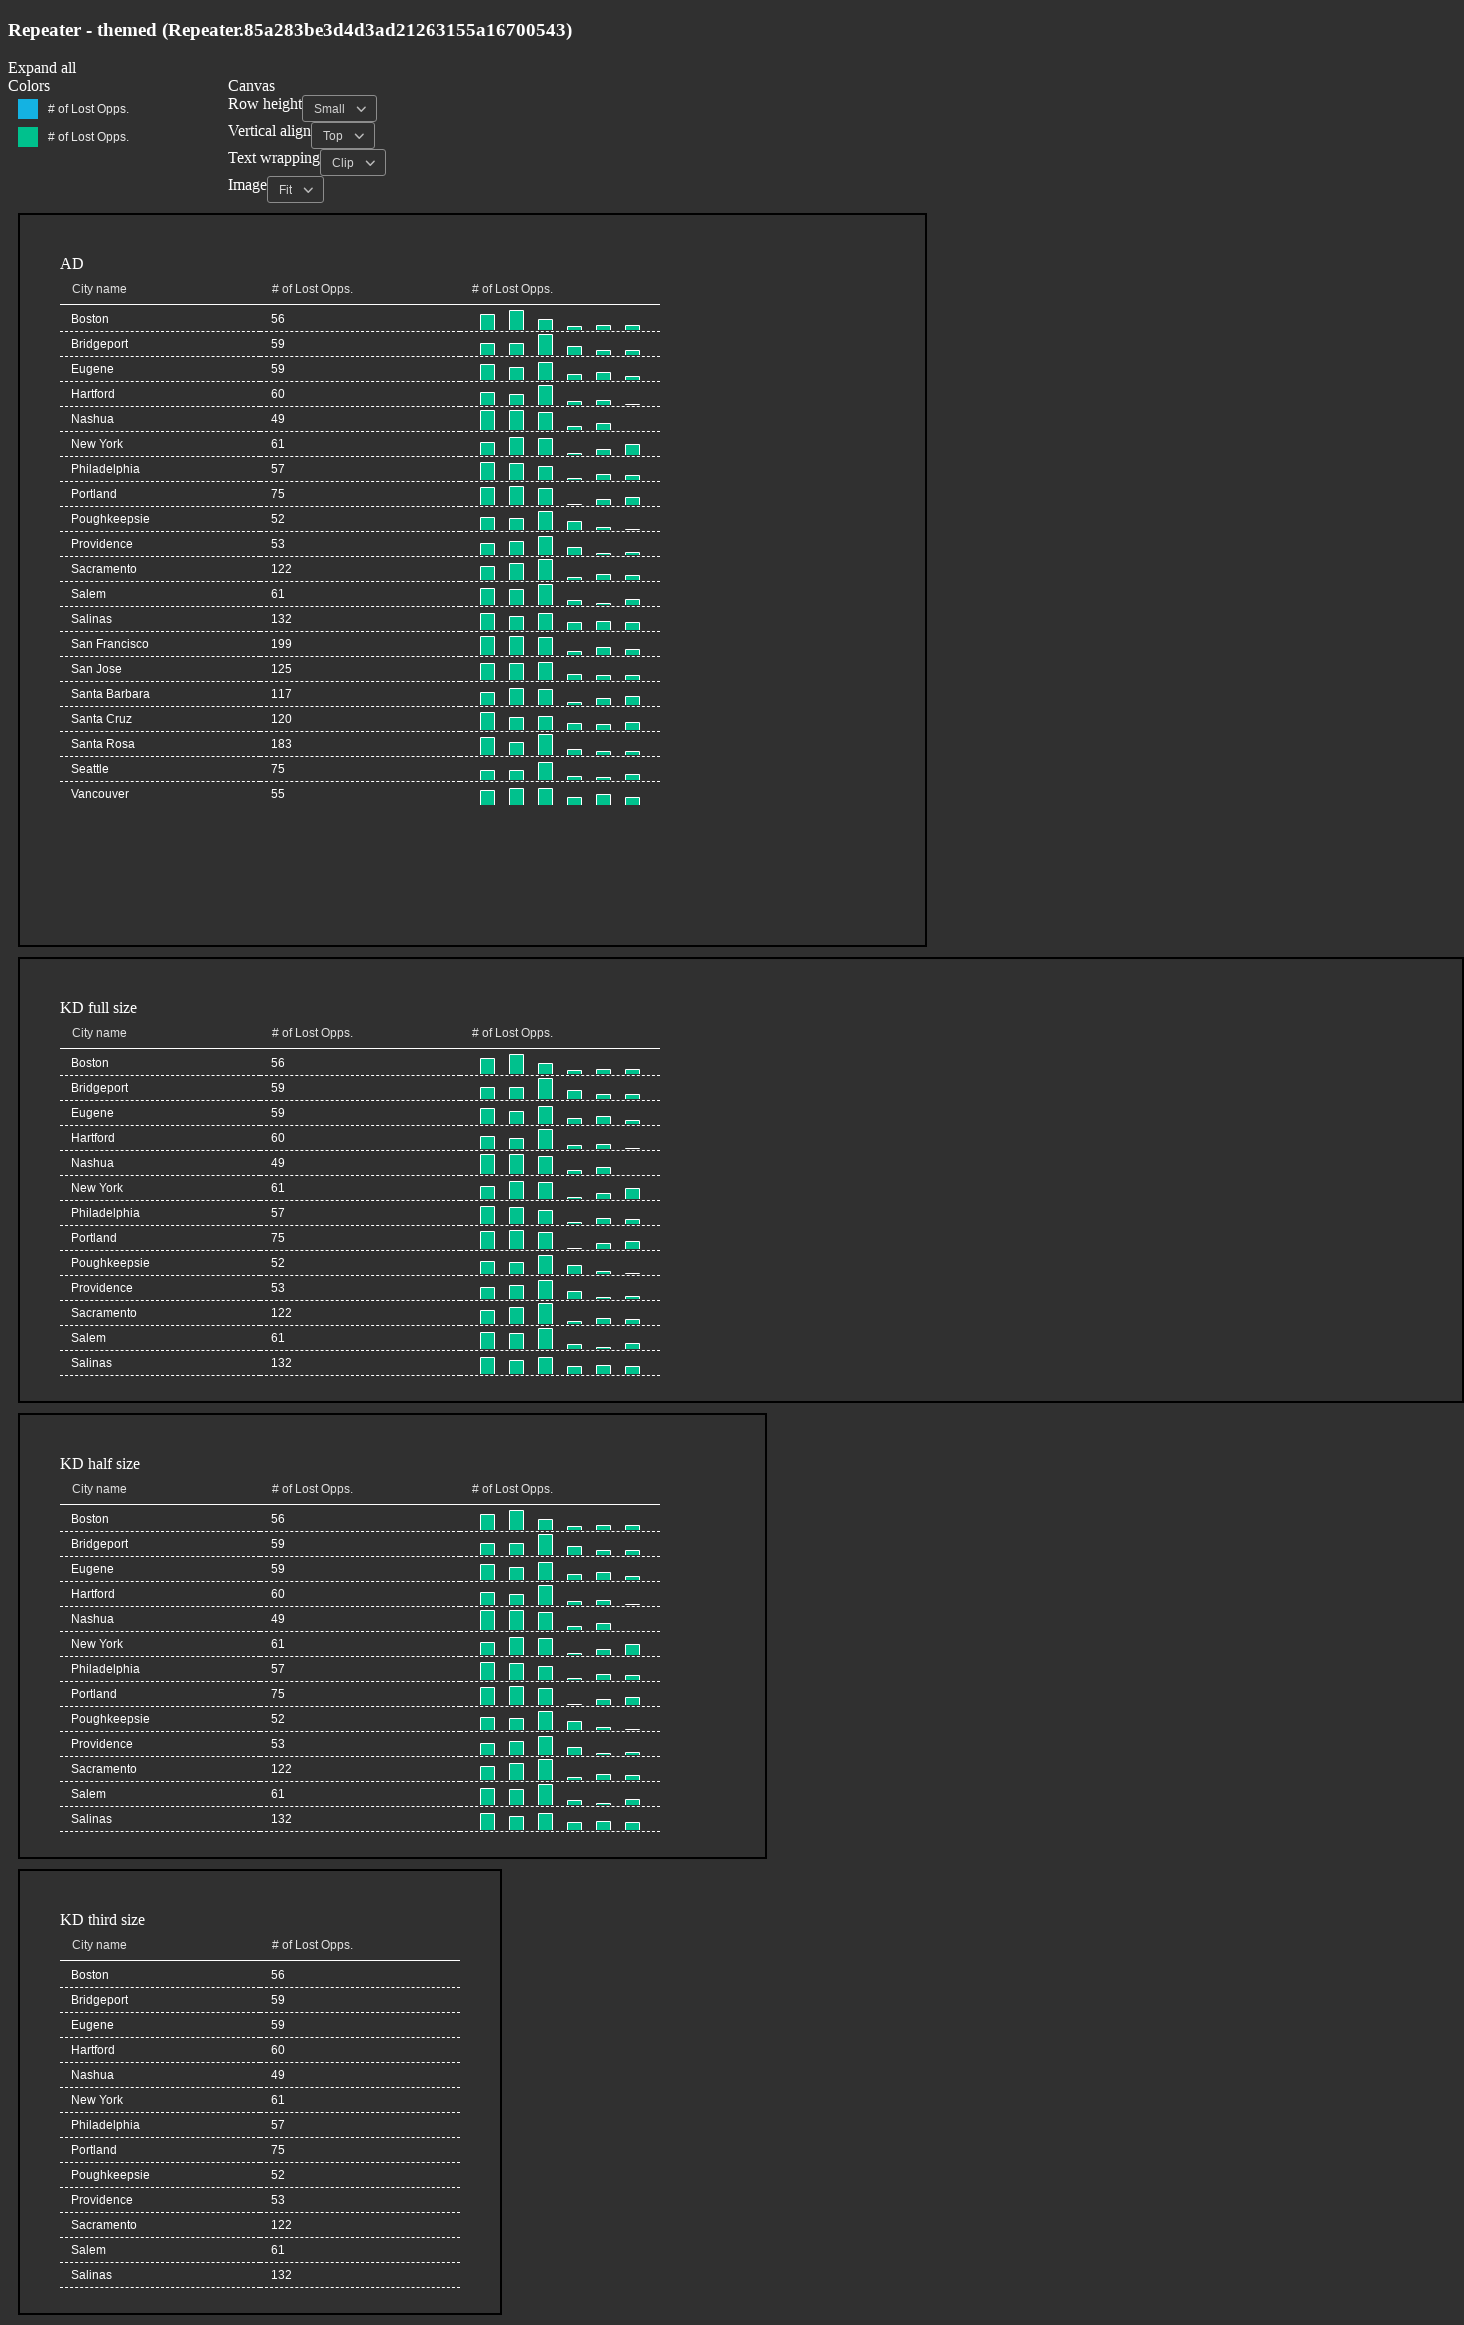 Repeater - themed (Repeater.85a283be3d4d3ad21263155a16700543)
Expand all
Colors
# of Lost Opps.
# of Lost Opps.
Canvas
Row height Small
Vertical align Top
Text wrapping Clip
Image Fit
AD
City name # of Lost Opps. # of Lost Opps.
Boston 56
Bridgeport 59
Eugene 59
Hartford 60
Nashua 49
New York 61
Philadelphia 57
Portland 75
Poughkeepsie 52
Providence 53
Sacramento 122
Salem 61
Salinas 132
San Francisco 199
San Jose 125
Santa Barbara 117
Santa Cruz 120
Santa Rosa 183
Seattle 75
Vancouver 55
KD full size
City name # of Lost Opps. # of Lost Opps.
Boston 56
Bridgeport 59
Eugene 59
Hartford 60
Nashua 49
New York 61
Philadelphia 57
Portland 75
Poughkeepsie 52
Providence 53
Sacramento 122
Salem 61
Salinas 132
KD half size
City name # of Lost Opps. # of Lost Opps.
Boston 56
Bridgeport 59
Eugene 59
Hartford 60
Nashua 49
New York 61
Philadelphia 57
Portland 75
Poughkeepsie 52
Providence 53
Sacramento 122
Salem 61
Salinas 132
KD third size
City name # of Lost Opps.
Boston 56
Bridgeport 59
Eugene 59
Hartford 60
Nashua 49
New York 61
Philadelphia 57
Portland 75
Poughkeepsie 52
Providence 53
Sacramento 122
Salem 61
Salinas 132